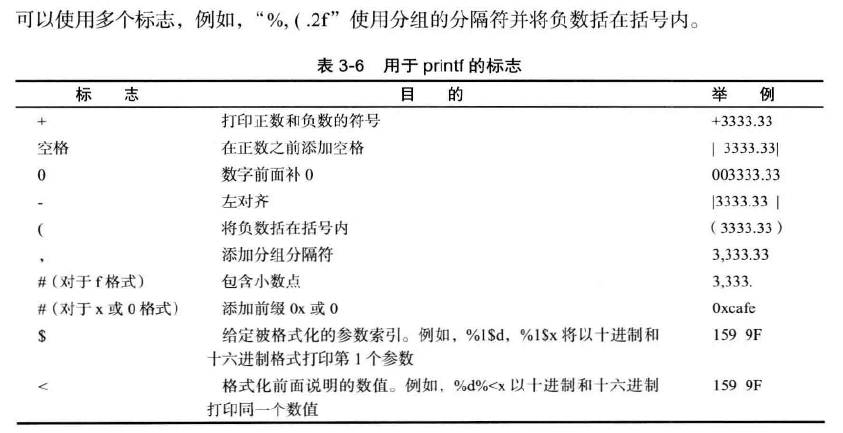 可以使用多个标志，例如，“%, ( .2f”使用分组的分隔符并将负数括在括号内。
表 3-6 用于 printf 的标志
标 志 目 的 举 例
+ 打印正数和负数的符号 +3333.33
空格 在正数之前添加空格 | 3333.33|
0 数字前面补 0 003333.33
- 左对齐 |3333.33 |
( 将负数括在括号内 ( 3333.33 )
, 添加分组分隔符 3,333.33
# (对于 f 格式) 包含小数点 3,333.
# (对于 x 或 0 格式) 添加前缀 0x 或 0 0xcafe
$ 给定被格式化的参数索引。例如，%1$d，%1$x 将以十进制和 159 9F
十六进制格式打印第 1 个参数
< 格式化前面说明的数值。例如，%d%<x 以十进制和十六进制 159 9F
打印同一个数值